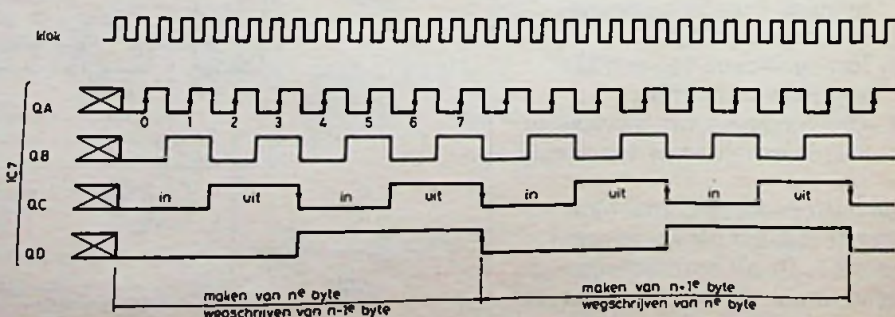 klok
QA
0 1 2 3 4 5 6 7
QB
IC7
QC
in uit in uit in uit in uit
QD
maken van nᵉ byte
wegschrijven van n-1ᵉ byte
maken van n+1ᵉ byte
wegschrijven van nᵉ byte